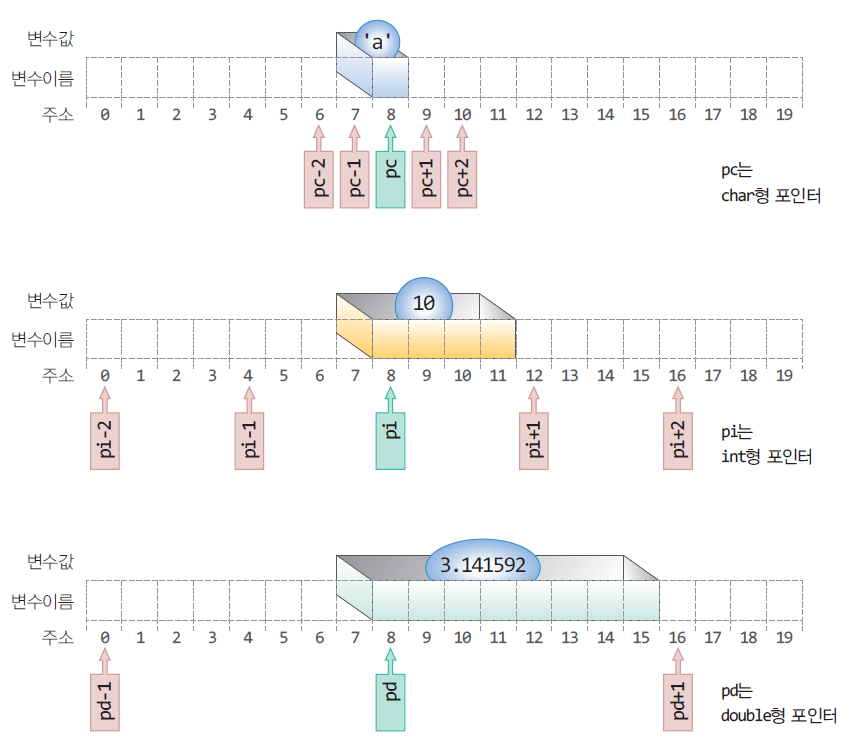 변수값 'a'
변수이름
주소 0 1 2 3 4 5 6 7 8 9 10 11 12 13 14 15 16 17 18 19
pc-2 pc-1 pc pc+1 pc+2
pc는
char형 포인터
변수값 10
변수이름
주소 0 1 2 3 4 5 6 7 8 9 10 11 12 13 14 15 16 17 18 19
pi-2 pi-1 pi pi+1 pi+2
pi는
int형 포인터
변수값 3.141592
변수이름
주소 0 1 2 3 4 5 6 7 8 9 10 11 12 13 14 15 16 17 18 19
pd-1 pd pd+1
pd는
double형 포인터